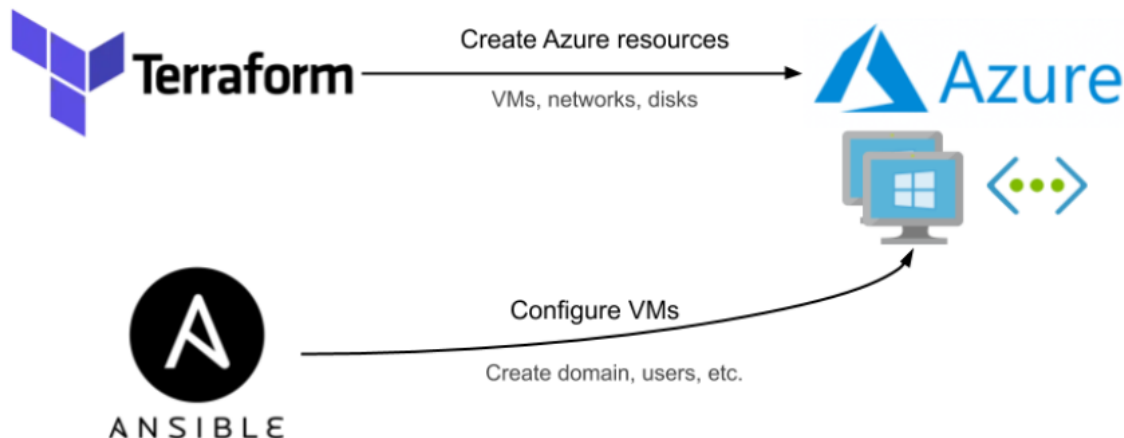 Terraform
Create Azure resources
VMs, networks, disks
Azure
Configure VMs
Create domain, users, etc.
ANSIBLE